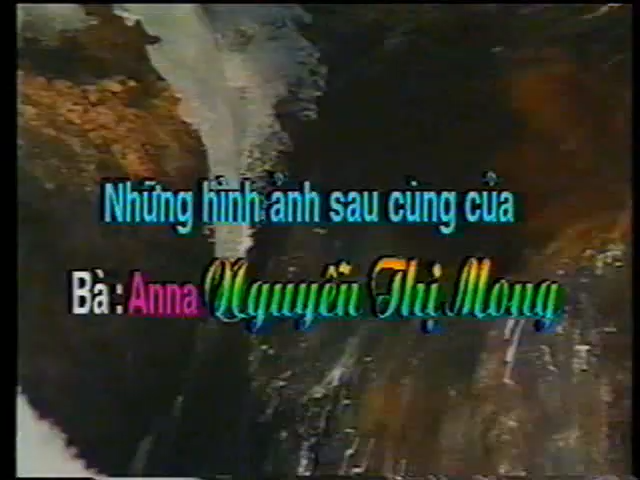 Những hình ảnh sau cùng của
Bà : Anna Nguyễn Thị Mong